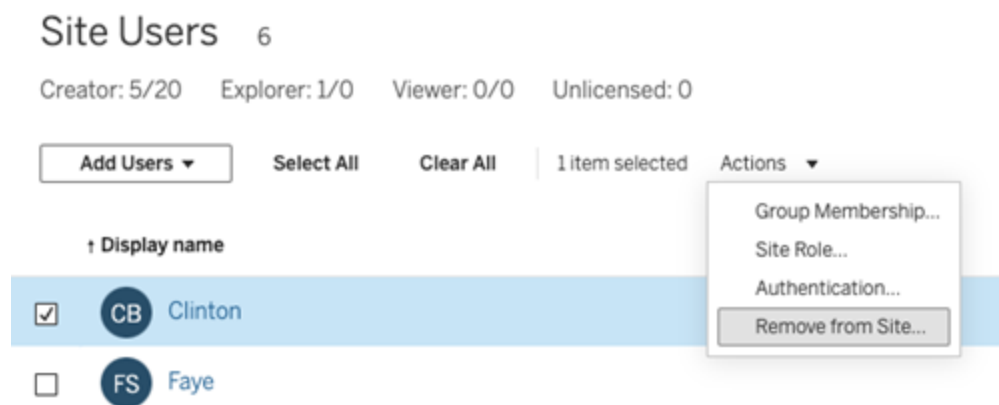 Site Users 6
Creator: 5/20 Explorer: 1/0 Viewer: 0/0 Unlicensed: 0
Add Users ▾ Select All Clear All 1 item selected Actions ▾
Group Membership...
Site Role...
Authentication...
Remove from Site...
↑ Display name
CB Clinton
FS Faye